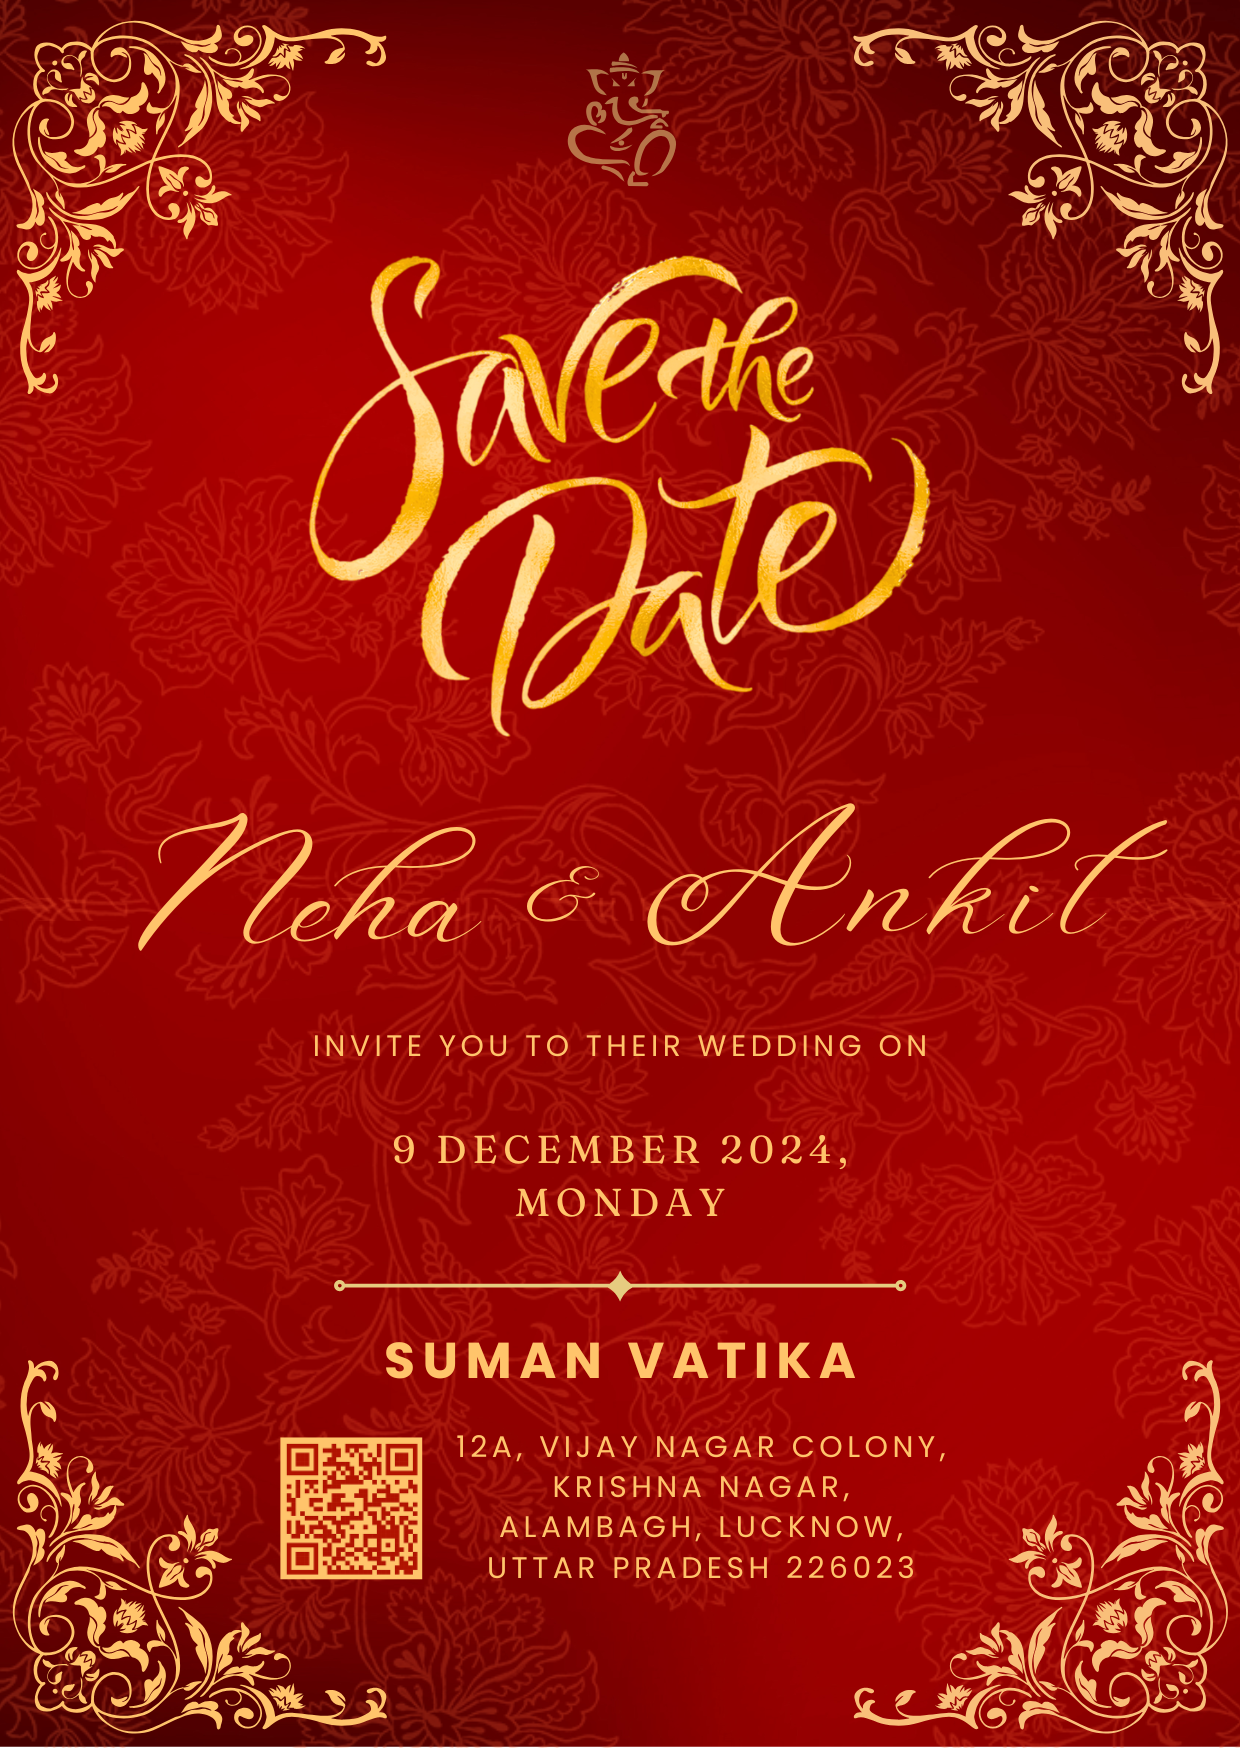 Save the
Date
Neha & Ankit
INVITE YOU TO THEIR WEDDING ON
9 DECEMBER 2024,
MONDAY
SUMAN VATIKA
12A, VIJAY NAGAR COLONY,
KRISHNA NAGAR,
ALAMBAGH, LUCKNOW,
UTTAR PRADESH 226023